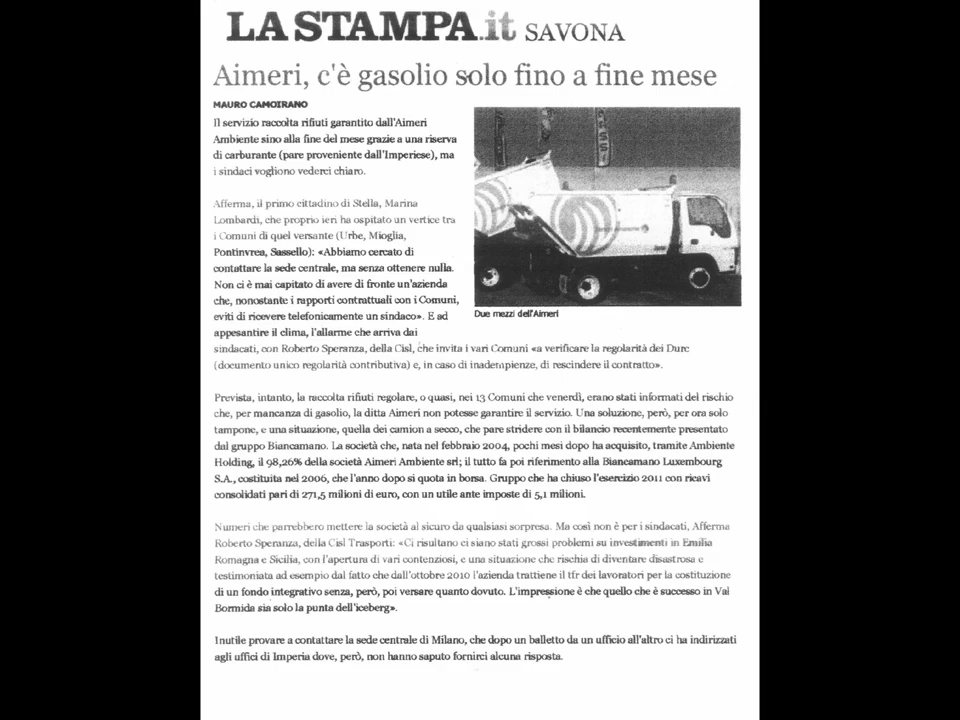 LA STAMPA.it SAVONA
Aimeri, c'è gasolio solo fino a fine mese
MAURO CAMOIRANO
Il servizio raccolta rifiuti garantito dall'Aimeri
Ambiente sino alla fine del mese grazie a una riserva
di carburante (pare proveniente dall'Imperiese), ma
i sindaci vogliono vederci chiaro.
Afferma, il primo cittadino di Stella, Marina
Lombardi, che proprio ieri ha ospitato un vertice tra
i Comuni di quel versante (Urbe, Mioglia,
Pontinvrea, Sassello): «Abbiamo cercato di
contattare la sede centrale, ma senza ottenere nulla.
Non ci è mai capitato di avere di fronte un'azienda
che, nonostante i rapporti contrattuali con i Comuni,
eviti di ricevere telefonicamente un sindaco». E ad
appesantire il clima, l'allarme che arriva dai
Due mezzi dell'Aimeri
sindacati, con Roberto Speranza, della Cisl, che invita i vari Comuni «a verificare la regolarità dei Durc
(documento unico regolarità contributiva) e, in caso di inadempienze, di rescindere il contratto».
Prevista, intanto, la raccolta rifiuti regolare, o quasi, nei 13 Comuni che venerdì, erano stati informati del rischio
che, per mancanza di gasolio, la ditta Aimeri non potesse garantire il servizio. Una soluzione, però, per ora solo
tampone, e una situazione, quella dei camion a secco, che pare stridere con il bilancio recentemente presentato
dal gruppo Biancamano. La società che, nata nel febbraio 2004, pochi mesi dopo ha acquisito, tramite Ambiente
Holding, il 98,26% della società Aimeri Ambiente srl; il tutto fa poi riferimento alla Biancamano Luxembourg
S.A., costituita nel 2006, che l'anno dopo si quota in borsa. Gruppo che ha chiuso l'esercizio 2011 con ricavi
consolidati pari di 271,5 milioni di euro, con un utile ante imposte di 5,1 milioni.
Numeri che parrebbero mettere la società al sicuro da qualsiasi sorpresa. Ma così non è per i sindacati, Afferma
Roberto Speranza, della Cisl Trasporti: «Ci risultano ci siano stati grossi problemi su investimenti in Emilia
Romagna e Sicilia, con l'apertura di vari contenziosi, e una situazione che rischia di diventare disastrosa e
testimoniata ad esempio dal fatto che dall'ottobre 2010 l'azienda trattiene il tfr dei lavoratori per la costituzione
di un fondo integrativo senza, però, poi versare quanto dovuto. L'impressione è che quello che è successo in Val
Bormida sia solo la punta dell'iceberg».
Inutile provare a contattare la sede centrale di Milano, che dopo un balletto da un ufficio all'altro ci ha indirizzati
agli uffici di Imperia dove, però, non hanno saputo fornirci alcuna risposta.